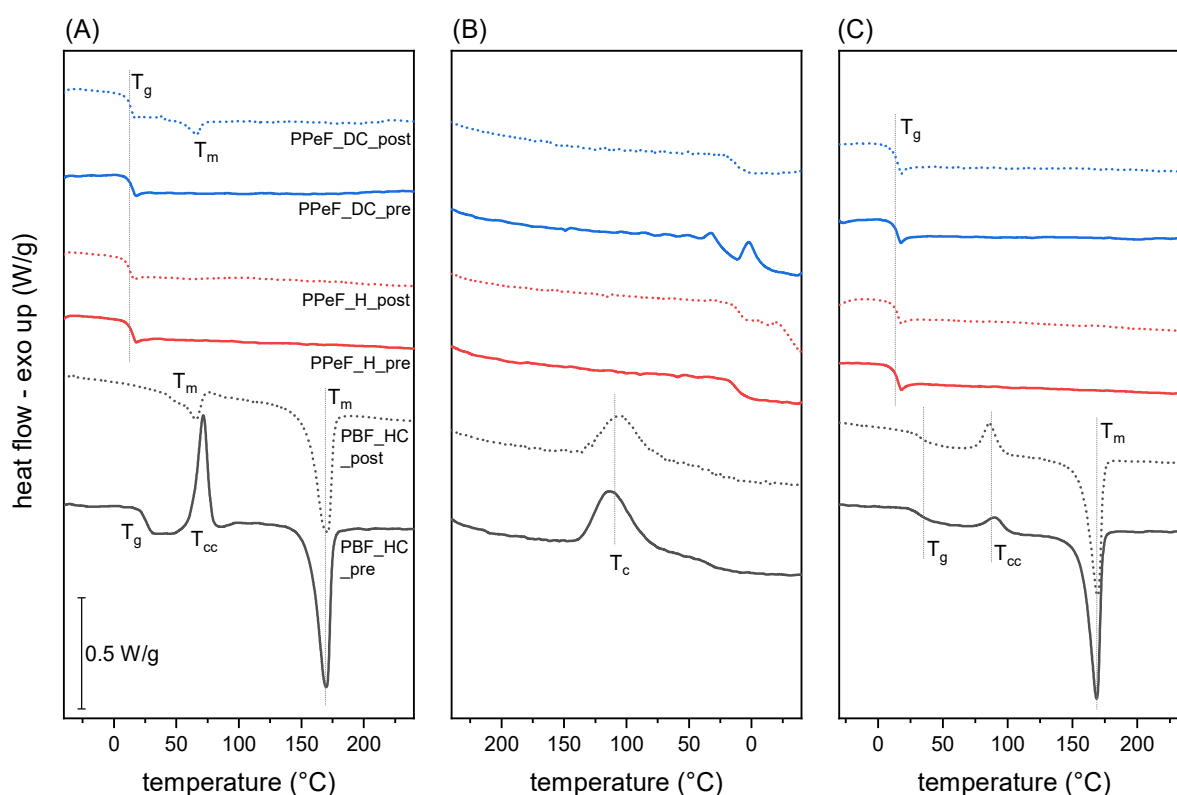 (A)
(B)
(C)
heat flow - exo up (W/g)
Tg
Tm
PPeF_DC_post
PPeF_DC_pre
PPeF_H_post
PPeF_H_pre
Tm
Tm
PBF_HC
_post
Tg
Tcc
PBF_HC
_pre
0.5 W/g
0 50 100 150 200
temperature (°C)
Tc
200 150 100 50 0
temperature (°C)
Tg
Tm
Tg
Tcc
0 50 100 150 200
temperature (°C)